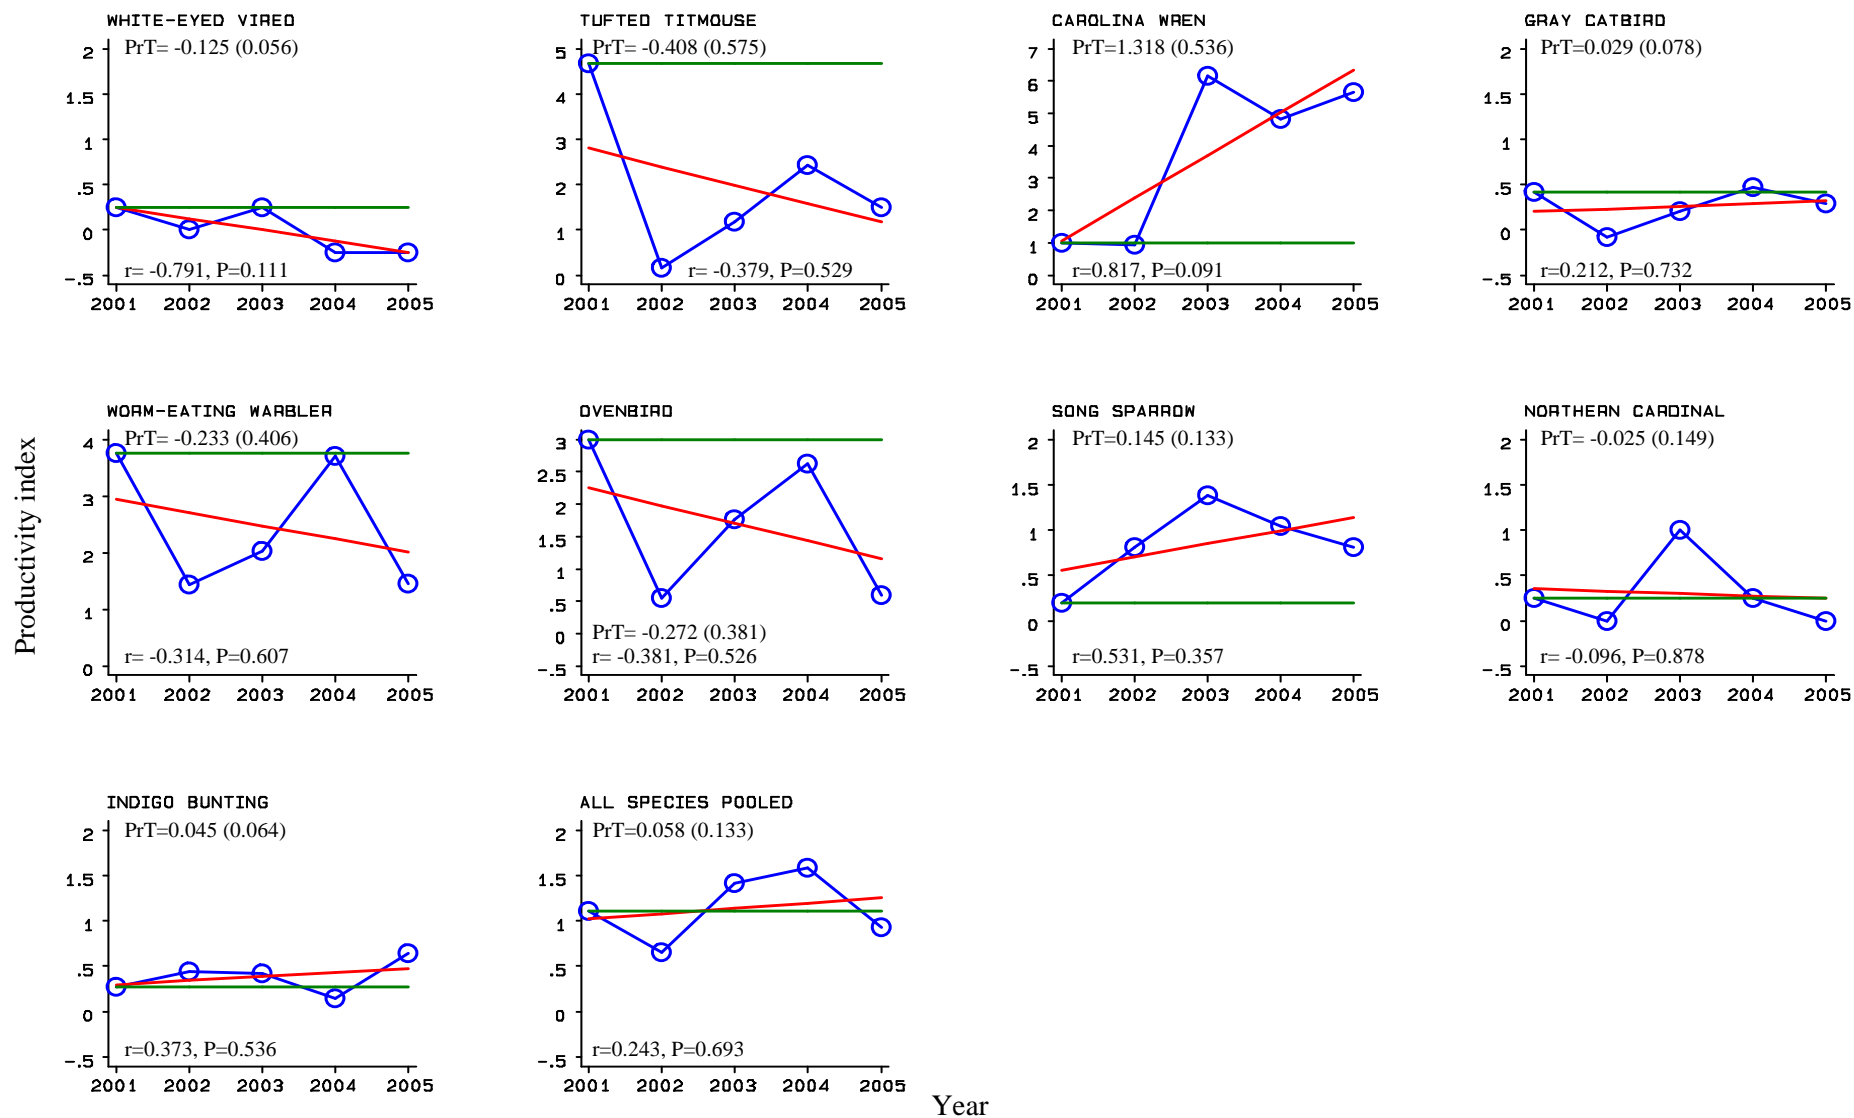 WHITE-EYED VIREO
PrT= -0.125 (0.056)
2
1.5
1
.5
0
-.5
r= -0.791, P=0.111
2001 2002 2003 2004 2005
TUFTED TITMOUSE
PrT= -0.408 (0.575)
5
4
3
2
1
0
r= -0.379, P=0.529
2001 2002 2003 2004 2005
CAROLINA WREN
PrT=1.318 (0.536)
7
6
5
4
3
2
1
0
r=0.817, P=0.091
2001 2002 2003 2004 2005
GRAY CATBIRD
PrT=0.029 (0.078)
2
1.5
1
.5
0
-.5
r=0.212, P=0.732
2001 2002 2003 2004 2005
Productivity index
WORM-EATING WARBLER
PrT= -0.233 (0.406)
4
3
2
1
0
r= -0.314, P=0.607
2001 2002 2003 2004 2005
OVENBIRD
3
2.5
2
1.5
1
.5
0
-.5
PrT= -0.272 (0.381)
r= -0.381, P=0.526
2001 2002 2003 2004 2005
SONG SPARROW
PrT=0.145 (0.133)
2
1.5
1
.5
0
-.5
r=0.531, P=0.357
2001 2002 2003 2004 2005
NORTHERN CARDINAL
PrT= -0.025 (0.149)
2
1.5
1
.5
0
-.5
r= -0.096, P=0.878
2001 2002 2003 2004 2005
INDIGO BUNTING
PrT=0.045 (0.064)
2
1.5
1
.5
0
-.5
r=0.373, P=0.536
2001 2002 2003 2004 2005
ALL SPECIES POOLED
PrT=0.058 (0.133)
2
1.5
1
.5
0
-.5
r=0.243, P=0.693
2001 2002 2003 2004 2005
Year